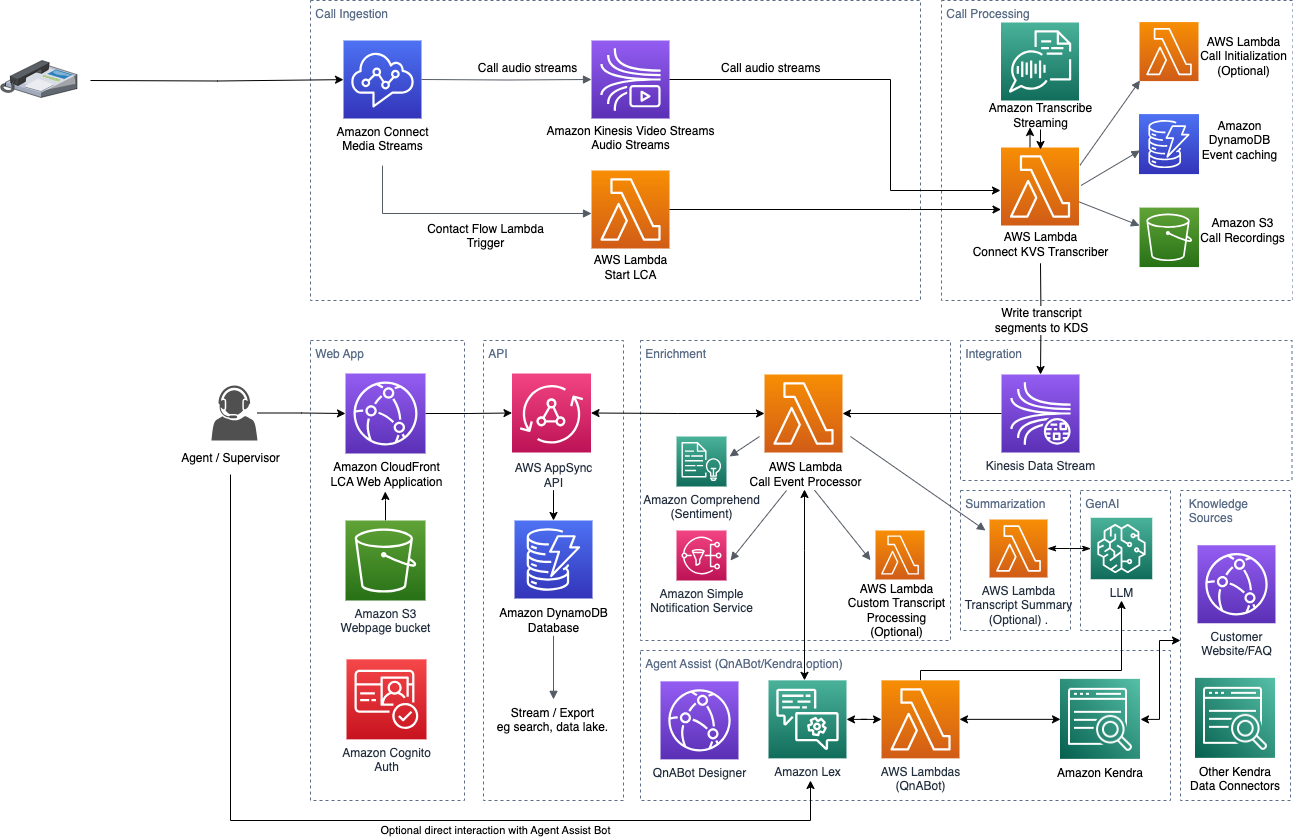 Call Ingestion
Call audio streams
Call audio streams
Amazon Connect
Media Streams
Amazon Kinesis Video Streams
Audio Streams
Contact Flow Lambda
Trigger
AWS Lambda
Start LCA
Call Processing
Amazon Transcribe
Streaming
AWS Lambda
Call Initialization
(Optional)
Amazon
DynamoDB
Event caching
Amazon S3
Call Recordings
AWS Lambda
Connect KVS Transcriber
Write transcript
segments to KDS
Agent / Supervisor
Web App
Amazon CloudFront
LCA Web Application
Amazon S3
Webpage bucket
Amazon Cognito
Auth
API
AWS AppSync
API
Amazon DynamoDB
Database
Stream / Export
eg search, data lake.
Enrichment
AWS Lambda
Call Event Processor
Amazon Comprehend
(Sentiment)
Amazon Simple
Notification Service
AWS Lambda
Custom Transcript
Processing
(Optional)
Integration
Kinesis Data Stream
Summarization
AWS Lambda
Transcript Summary
(Optional) .
GenAI
LLM
Knowledge
Sources
Customer
Website/FAQ
Other Kendra
Data Connectors
Agent Assist (QnABot/Kendra option)
QnABot Designer
Amazon Lex
AWS Lambdas
(QnABot)
Amazon Kendra
Optional direct interaction with Agent Assist Bot